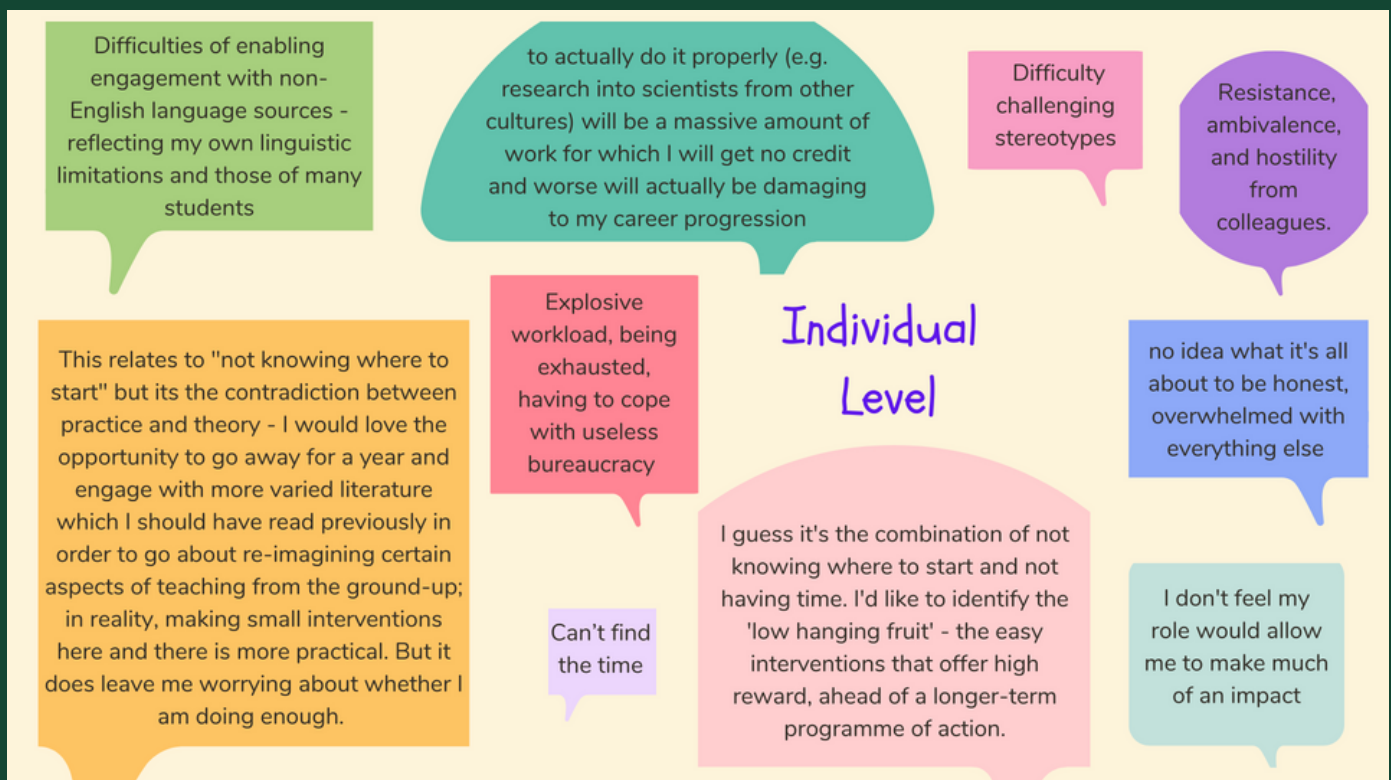 Difficulties of enabling
engagement with non-
English language sources -
reflecting my own linguistic
limitations and those of many
students
to actually do it properly (e.g.
research into scientists from other
cultures) will be a massive amount of
work for which I will get no credit
and worse will actually be damaging
to my career progression
Difficulty
challenging
stereotypes
Resistance,
ambivalence,
and hostility
from
colleagues.
This relates to "not knowing where to
start" but its the contradiction between
practice and theory - I would love the
opportunity to go away for a year and
engage with more varied literature
which I should have read previously in
order to go about re-imagining certain
aspects of teaching from the ground-up;
in reality, making small interventions
here and there is more practical. But it
does leave me worrying about whether I
am doing enough.
Explosive
workload, being
exhausted,
having to cope
with useless
bureaucracy
Individual
Level
no idea what it's all
about to be honest,
overwhelmed with
everything else
Can't find
the time
I guess it's the combination of not
knowing where to start and not
having time. I'd like to identify the
'low hanging fruit' - the easy
interventions that offer high
reward, ahead of a longer-term
programme of action.
I don't feel my
role would allow
me to make much
of an impact